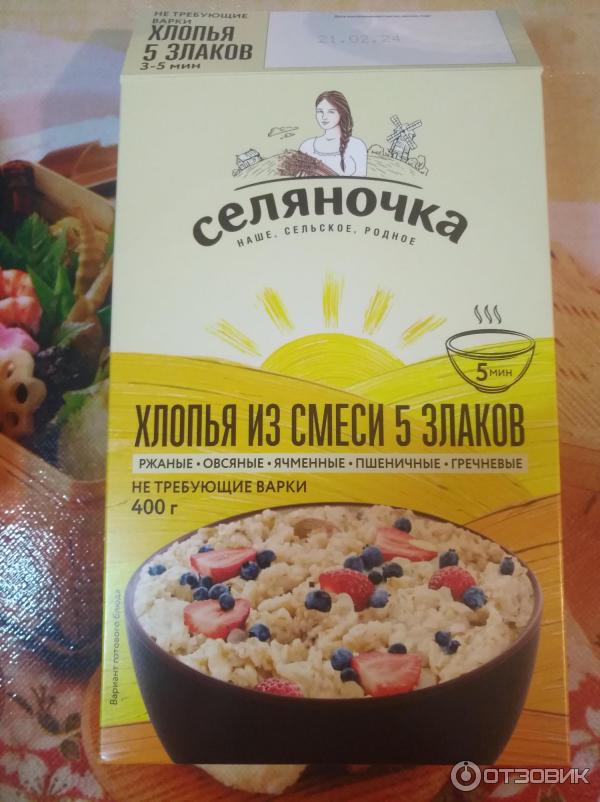 НЕ ТРЕБУЮЩИЕ
ВАРКИ
ХЛОПЬЯ
5 ЗЛАКОВ
3-5 МИН
21.02.24
селяночка
НАШЕ, СЕЛЬСКОЕ, РОДНОЕ
5 МИН
ХЛОПЬЯ ИЗ СМЕСИ 5 ЗЛАКОВ
РЖАНЫЕ • ОВСЯНЫЕ • ЯЧМЕННЫЕ • ПШЕНИЧНЫЕ • ГРЕЧНЕВЫЕ
НЕ ТРЕБУЮЩИЕ ВАРКИ
400 г
Вариант готового блюда
ОТЗОВИК